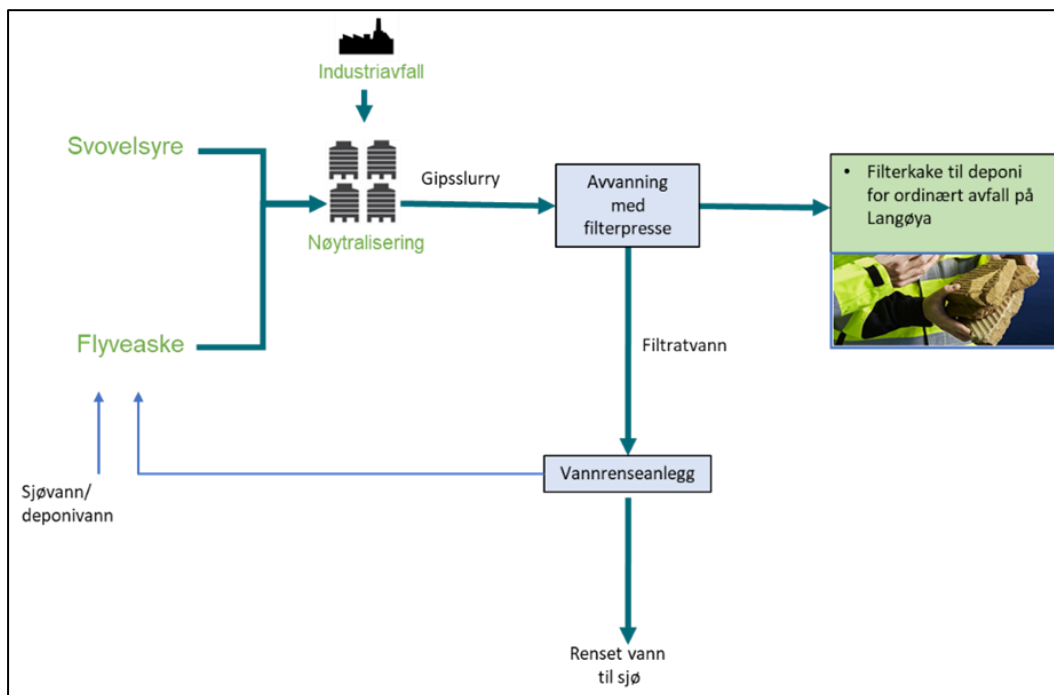 Industriavfall
Svovelsyre
Gipsslurry
Nøytralisering
Avvanning
med
filterpresse
• Filterkake til deponi
for ordinært avfall på
Langøya
Flyveaske
Filtratvann
Vannrenseanlegg
Sjøvann/
deponivann
Renset vann
til sjø